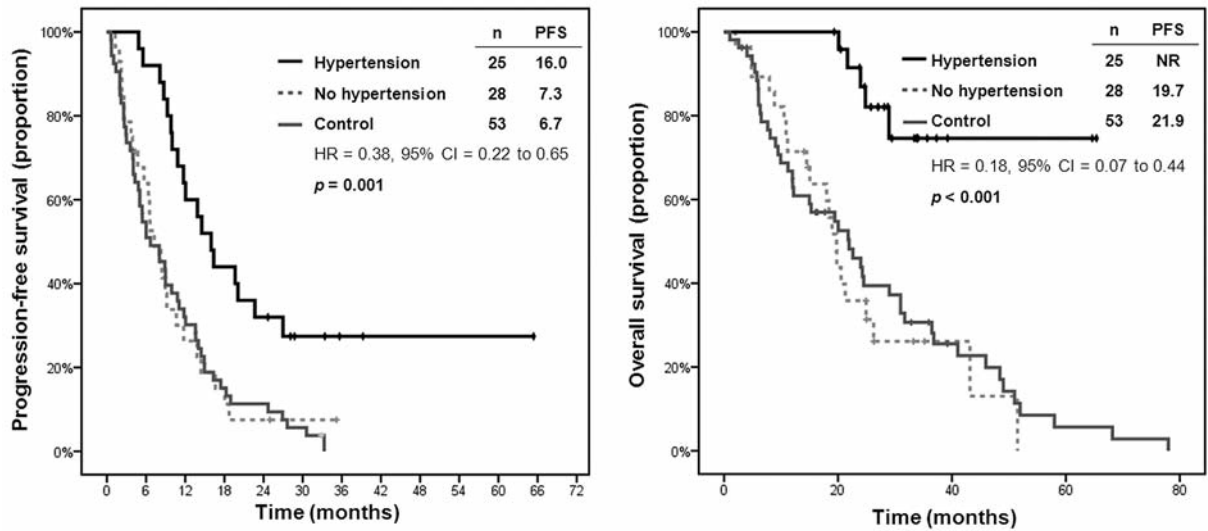 n PFS
Hypertension 25 16.0
No hypertension 28 7.3
Control 53 6.7
HR = 0.38, 95% CI = 0.22 to 0.65
p = 0.001
Progression-free survival (proportion)
100%
80%
60%
40%
20%
0%
0 6 12 18 24 30 36 42 48 54 60 66 72
Time (months)
n PFS
Hypertension 25 NR
No hypertension 28 19.7
Control 53 21.9
HR = 0.18, 95% CI = 0.07 to 0.44
p < 0.001
Overall survival (proportion)
100%
80%
60%
40%
20%
0%
0 20 40 60 80
Time (months)